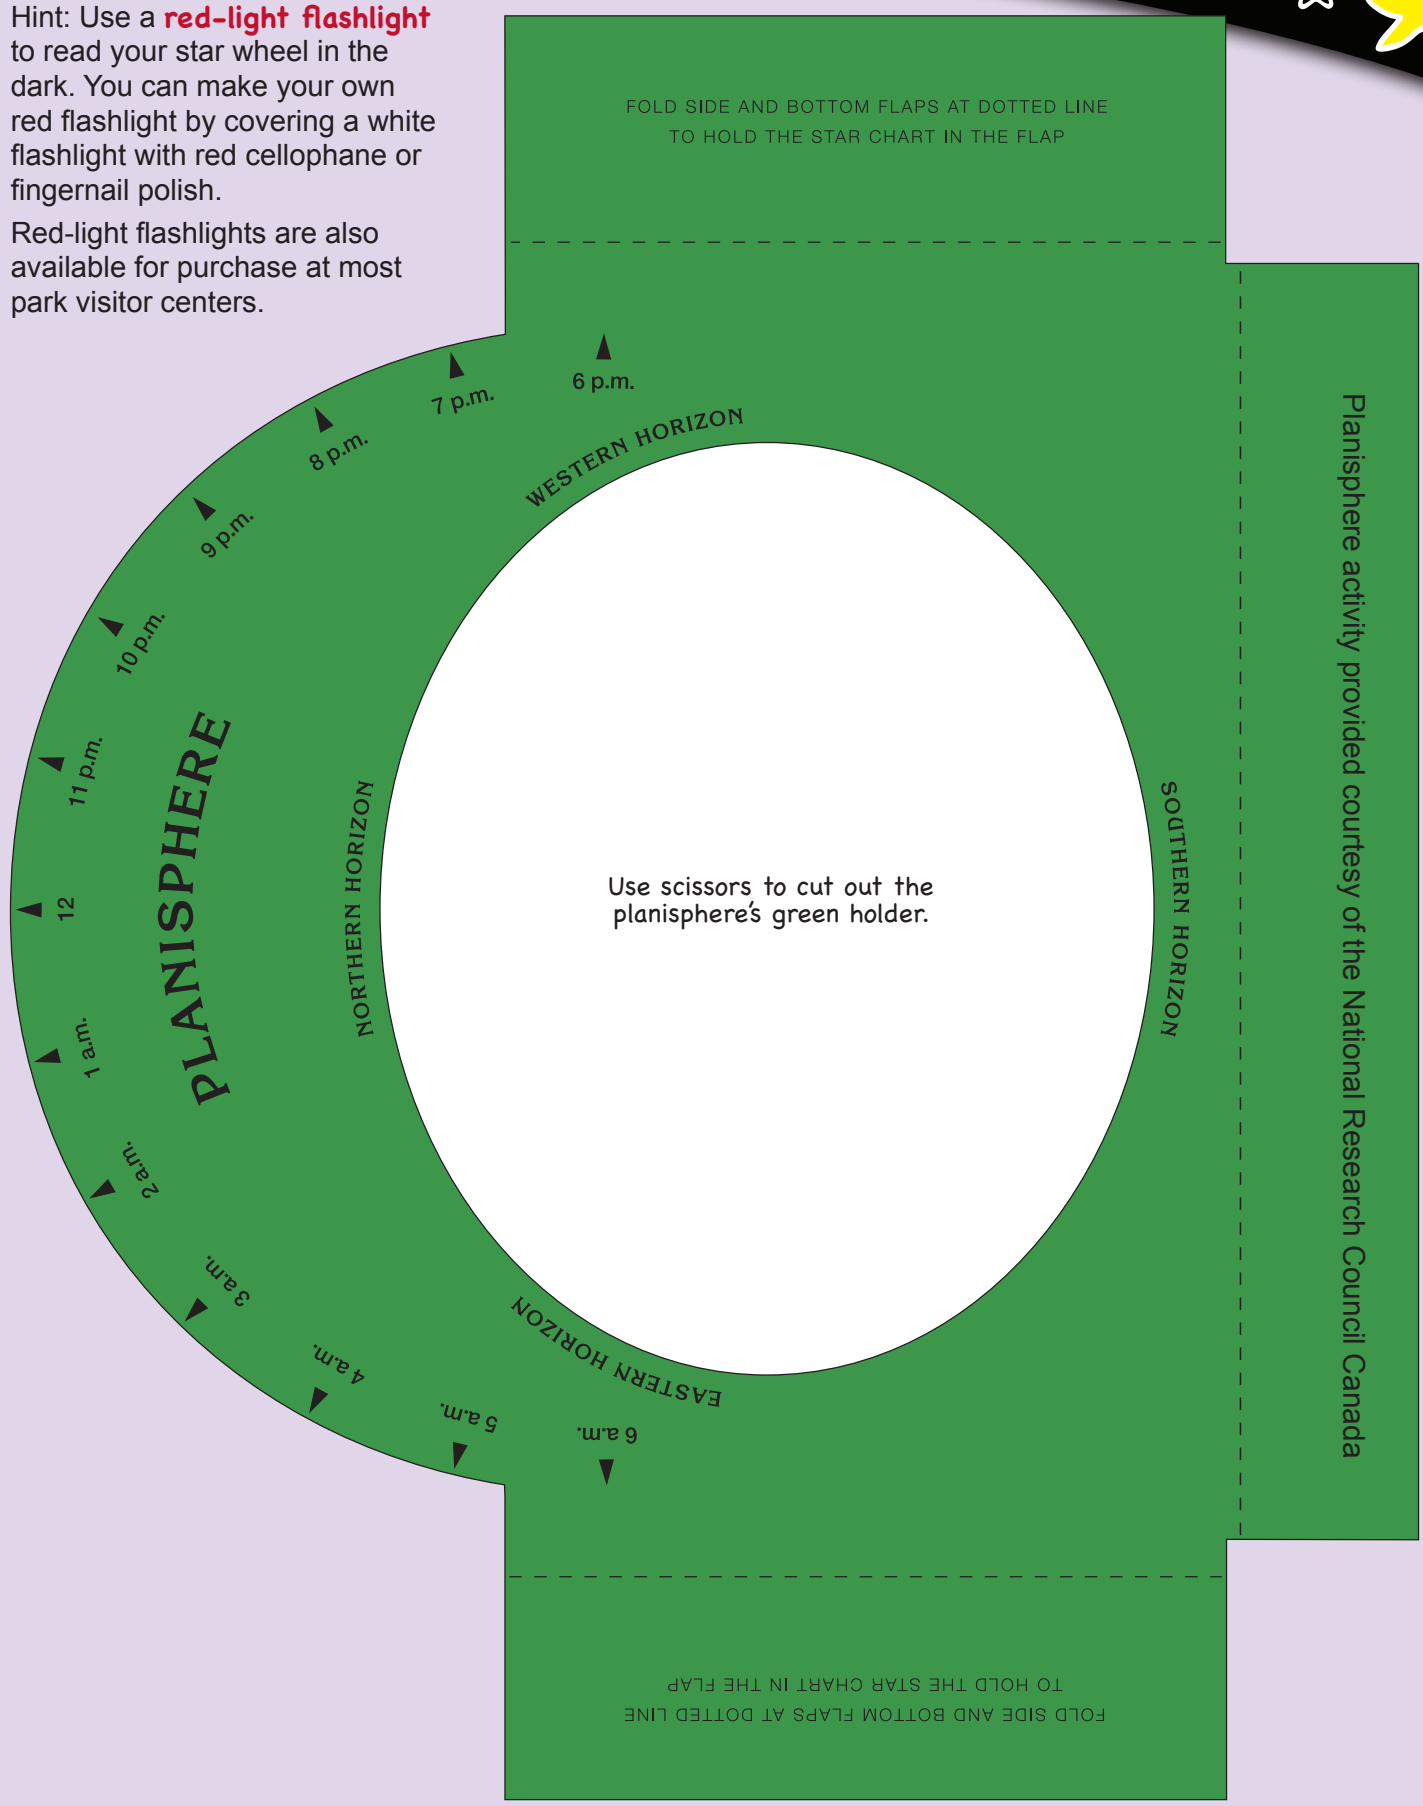 Hint: Use a red-light flashlight
to read your star wheel in the
dark. You can make your own
red flashlight by covering a white
flashlight with red cellophane or
fingernail polish.
Red-light flashlights are also
available for purchase at most
park visitor centers.
FOLD SIDE AND BOTTOM FLAPS AT DOTTED LINE
TO HOLD THE STAR CHART IN THE FLAP
6 p.m.
7 p.m.
8 p.m.
9 p.m.
10 p.m.
11 p.m.
12
1 a.m.
2 a.m.
3 a.m.
4 a.m.
5 a.m.
6 a.m.
PLANISPHERE
WESTERN HORIZON
NORTHERN HORIZON
EASTERN HORIZON
SOUTHERN HORIZON
Use scissors to cut out the
planisphere's green holder.
Planisphere activity provided courtesy of the National Research Council Canada
FOLD SIDE AND BOTTOM FLAPS AT DOTTED LINE
TO HOLD THE STAR CHART IN THE FLAP